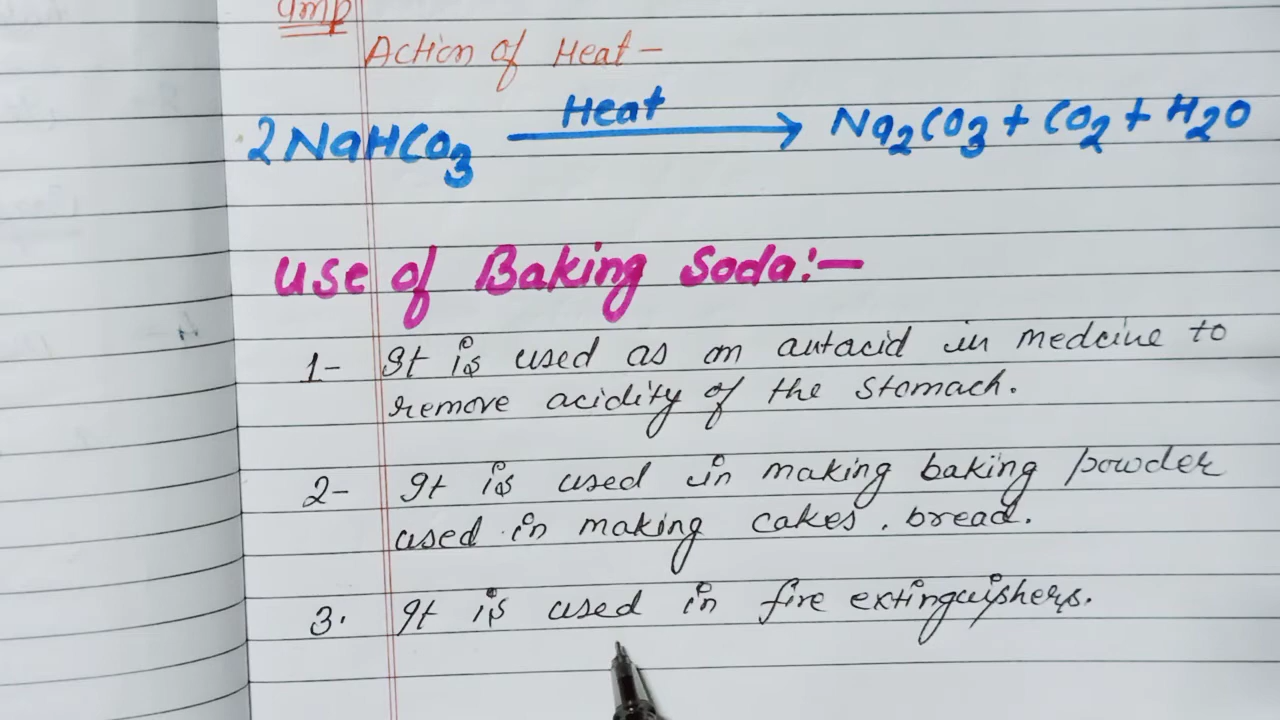 Imp
Action of Heat-
2NaHCO3 Heat → Na2CO3 + CO2 + H2O
Use of Baking Soda:-
1- It is used as an antacid in medcine to
remove acidity of the stomach.
2- It is used in making baking powder
used in making cakes, bread.
3. It is used in fire extinguishers.